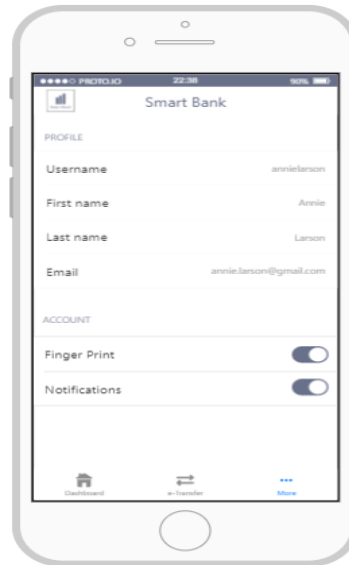 PROTO.IO 22:36 90%
Smart Bank
PROFILE
Username annielarson
First name Annie
Last name Larson
Email annie.larson@gmail.com
ACCOUNT
Finger Print
Notifications
Dashboard e-Transfer More